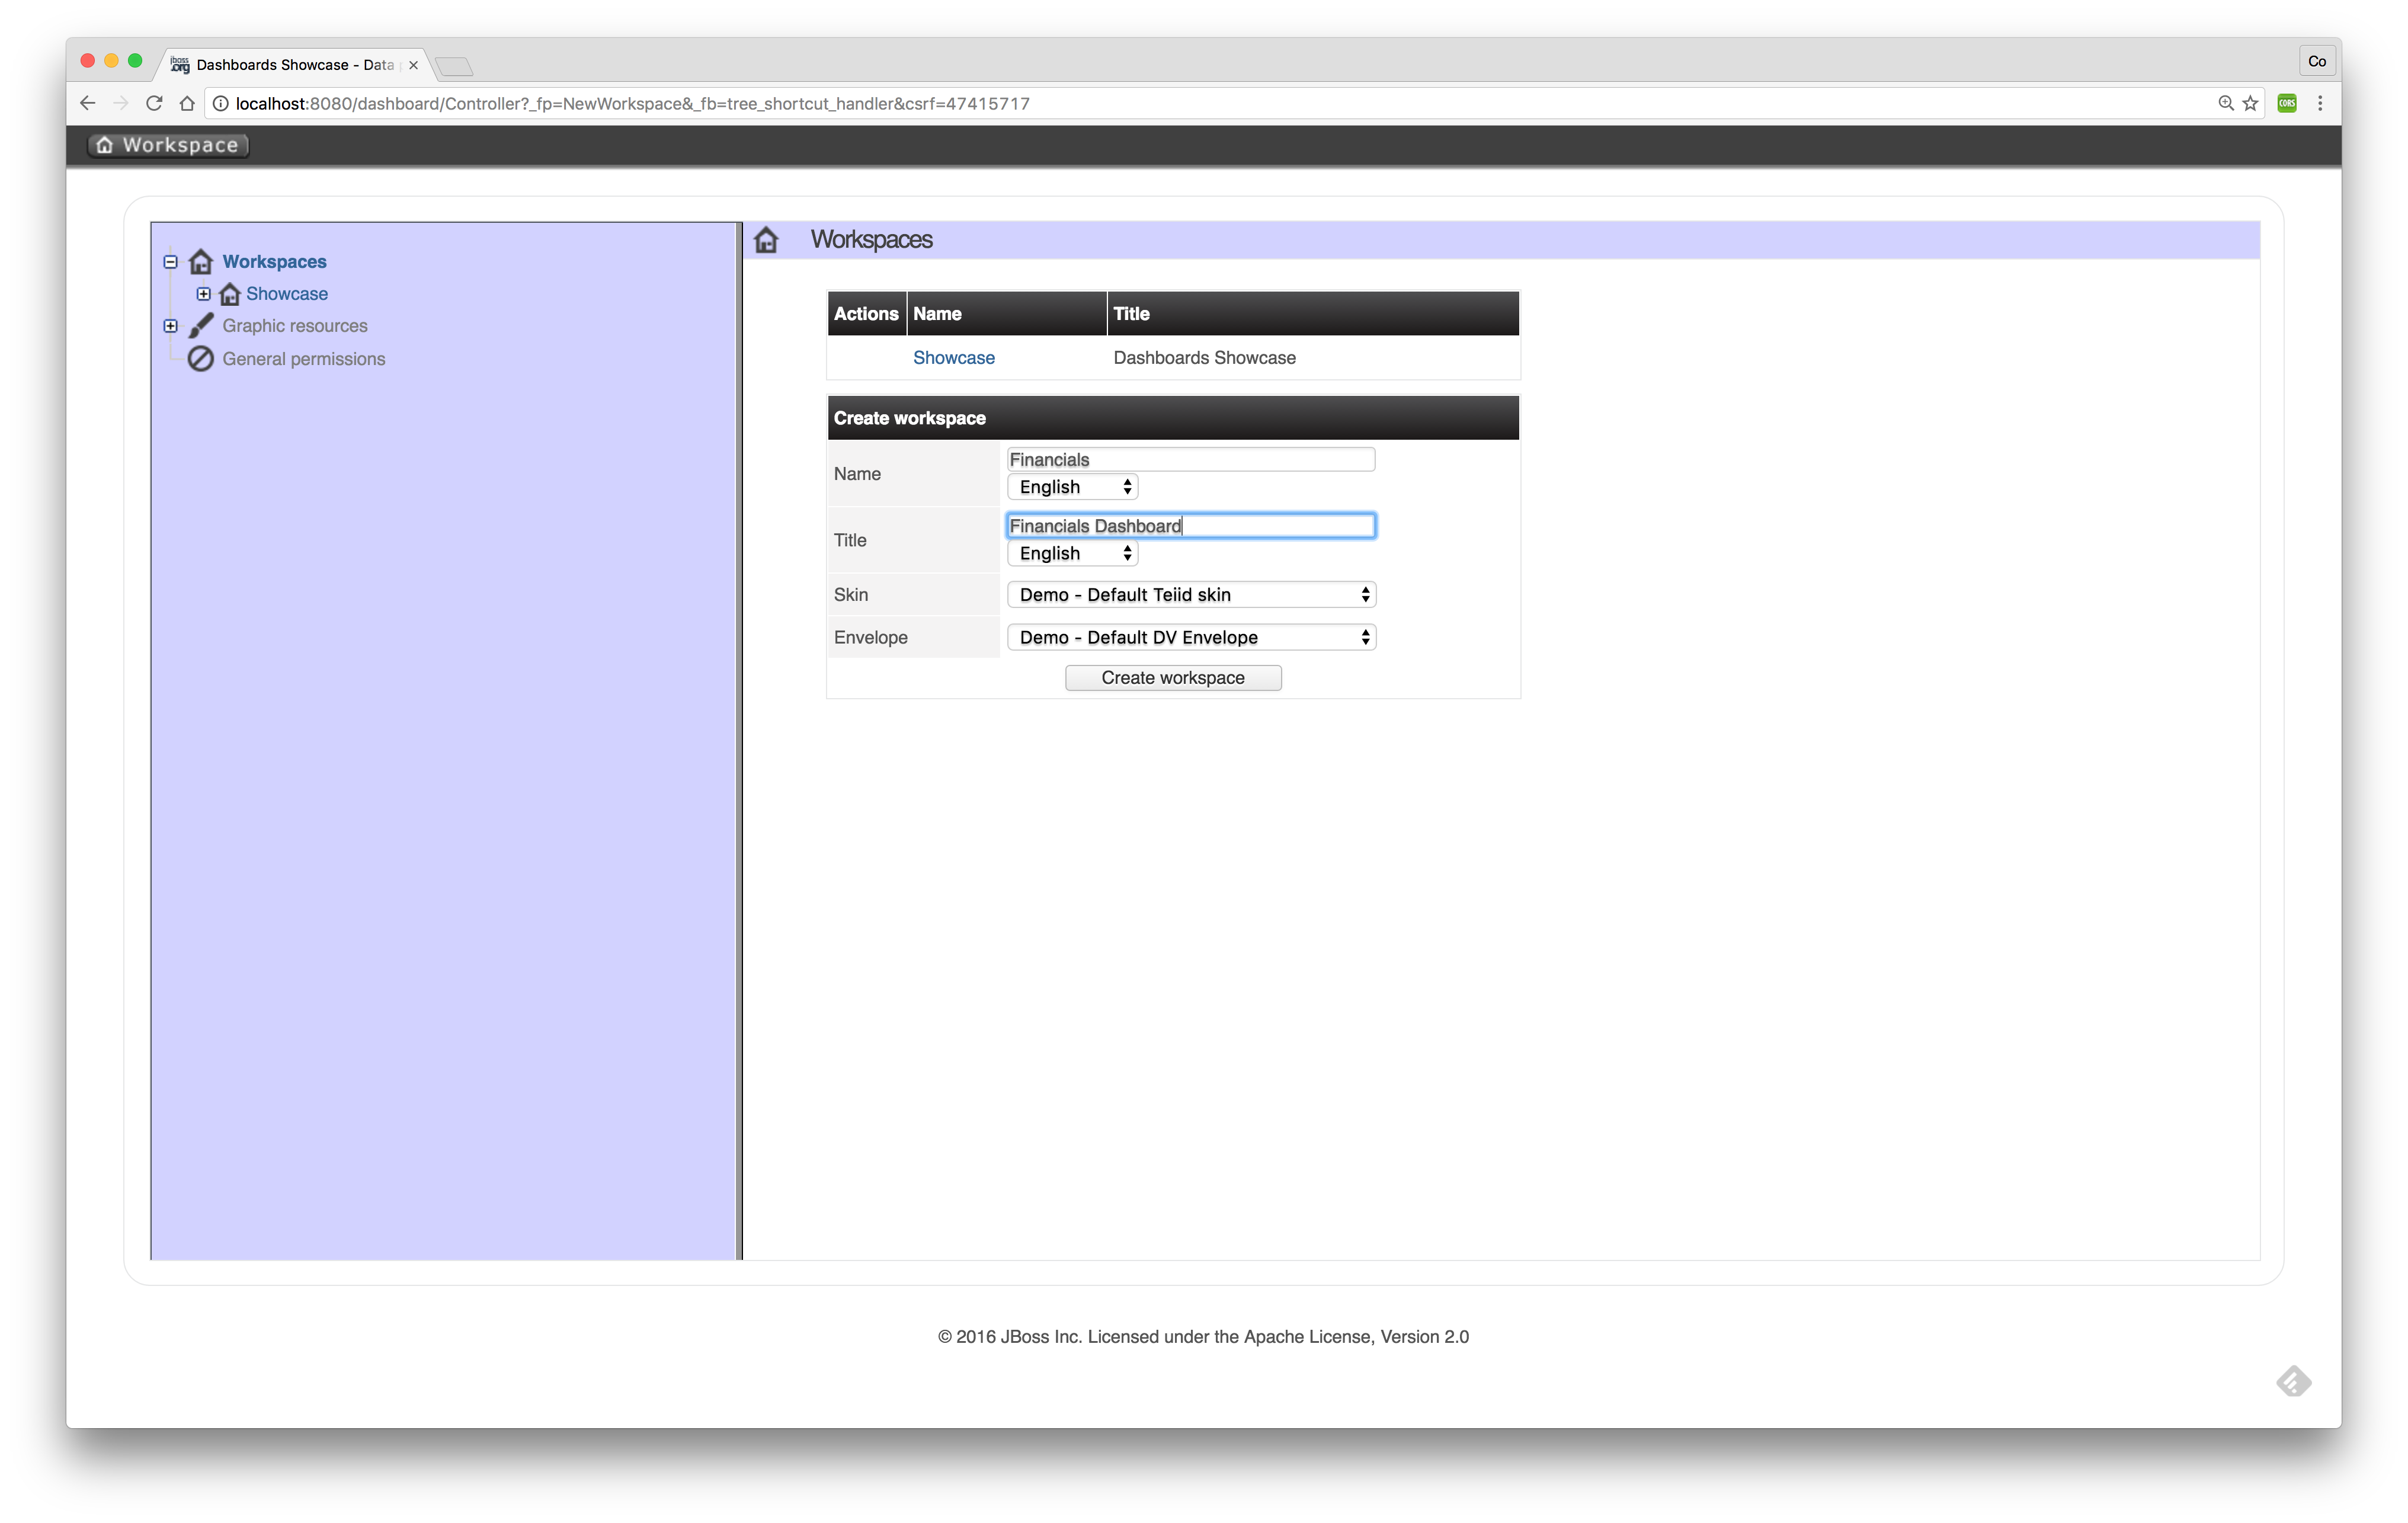 jboss
.org
Dashboards Showcase - Data
Co
localhost:8080/dashboard/Controller?_fp=NewWorkspace&_fb=tree_shortcut_handler&csrf=47415717
CORS
Workspace
Workspaces
Showcase
Graphic resources
General permissions
Workspaces
Actions Name Title
Showcase Dashboards Showcase
Create workspace
Name Financials
English
Title Financials Dashboard
English
Skin Demo - Default Teiid skin
Envelope Demo - Default DV Envelope
Create workspace
© 2016 JBoss Inc. Licensed under the Apache License, Version 2.0